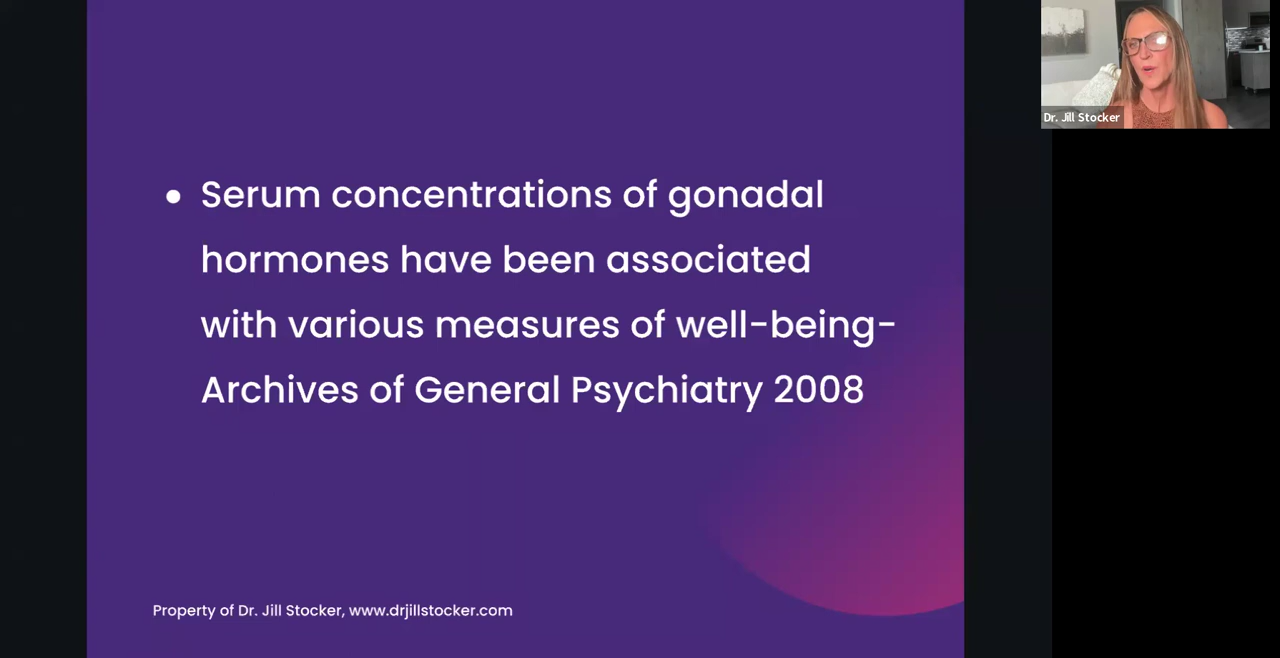 Dr. Jill Stocker
● Serum concentrations of gonadal
hormones have been associated
with various measures of well-being-
Archives of General Psychiatry 2008
Property of Dr. Jill Stocker, www.drjillstocker.com